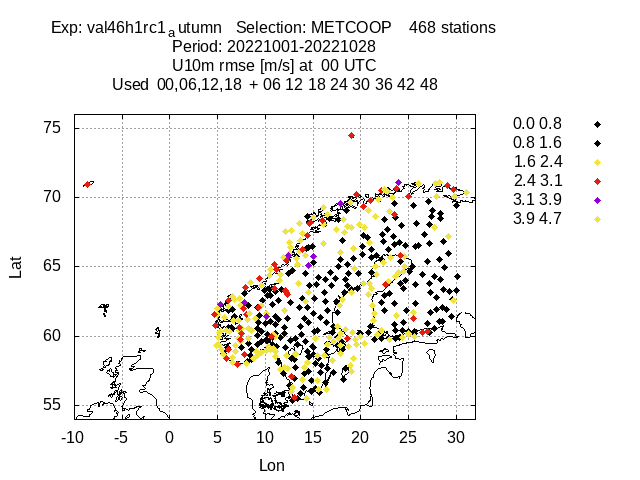 Exp: val46h1rc1autumn Selection: METCOOP 468 stations
Period: 20221001-20221028
U10m rmse [m/s] at 00 UTC
Used 00,06,12,18 + 06 12 18 24 30 36 42 48
75
70
65
60
55
Lat
-10 -5 0 5 10 15 20 25 30
Lon
0.0 0.8
0.8 1.6
1.6 2.4
2.4 3.1
3.1 3.9
3.9 4.7